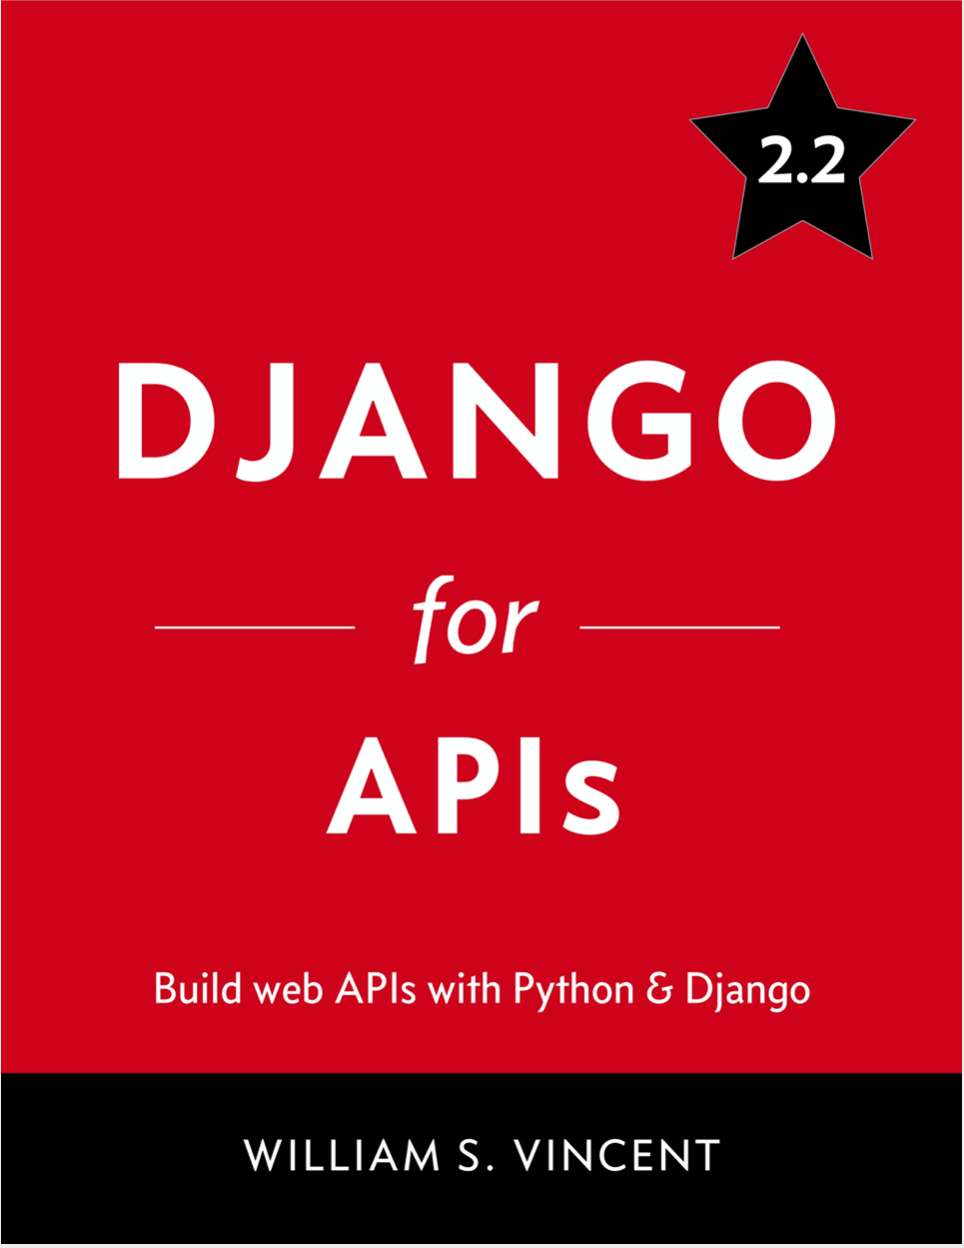 2.2
DJANGO
for
APIs
Build web APIs with Python & Django
WILLIAM S. VINCENT